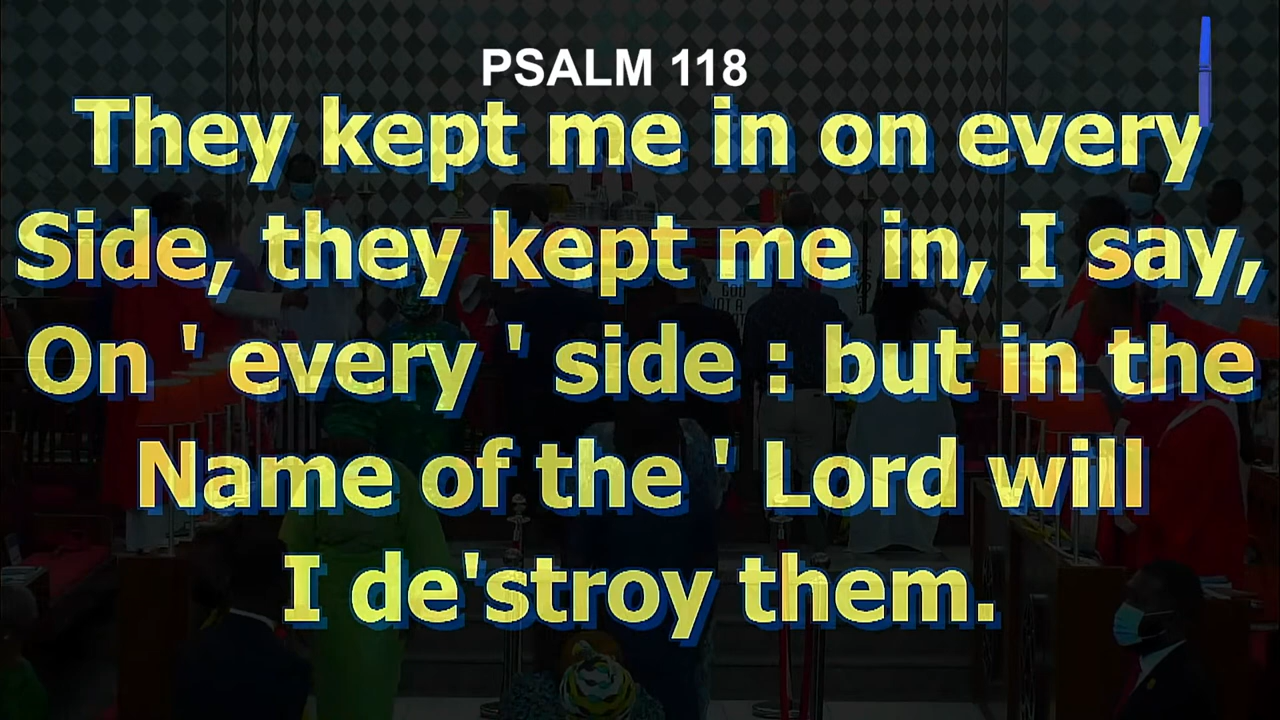 PSALM 118
They kept me in on every
Side, they kept me in, I say,
On ' every ' side : but in the
Name of the ' Lord will
I de'stroy them.